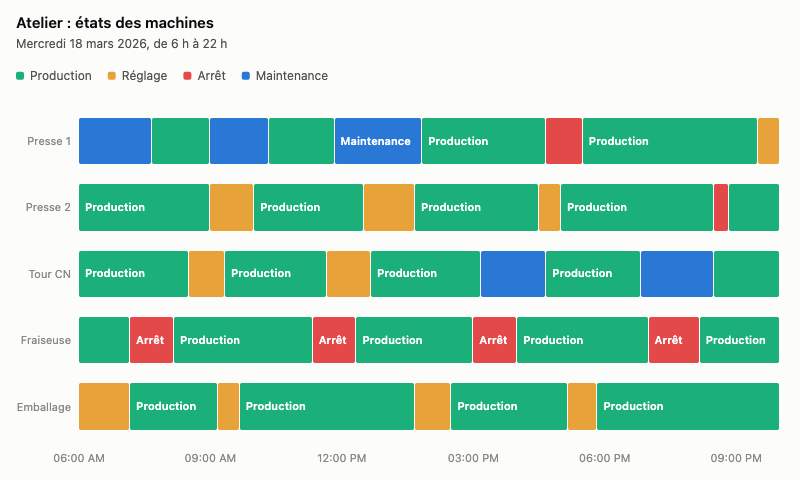 Atelier : états des machines
Mercredi 18 mars 2026, de 6 h à 22 h
Production Réglage Arrêt Maintenance
Presse 1 Maintenance Production Production
Presse 2 Production Production Production Production
Tour CN Production Production Production Production
Fraiseuse Arrêt Production Arrêt Production Arrêt Production Arrêt Production
Emballage Production Production Production Production
06:00 AM 09:00 AM 12:00 PM 03:00 PM 06:00 PM 09:00 PM